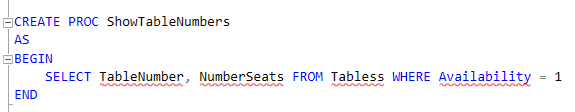 CREATE PROC ShowTableNumbers
AS
BEGIN
SELECT TableNumber, NumberSeats FROM Tabless WHERE Availability = 1
END